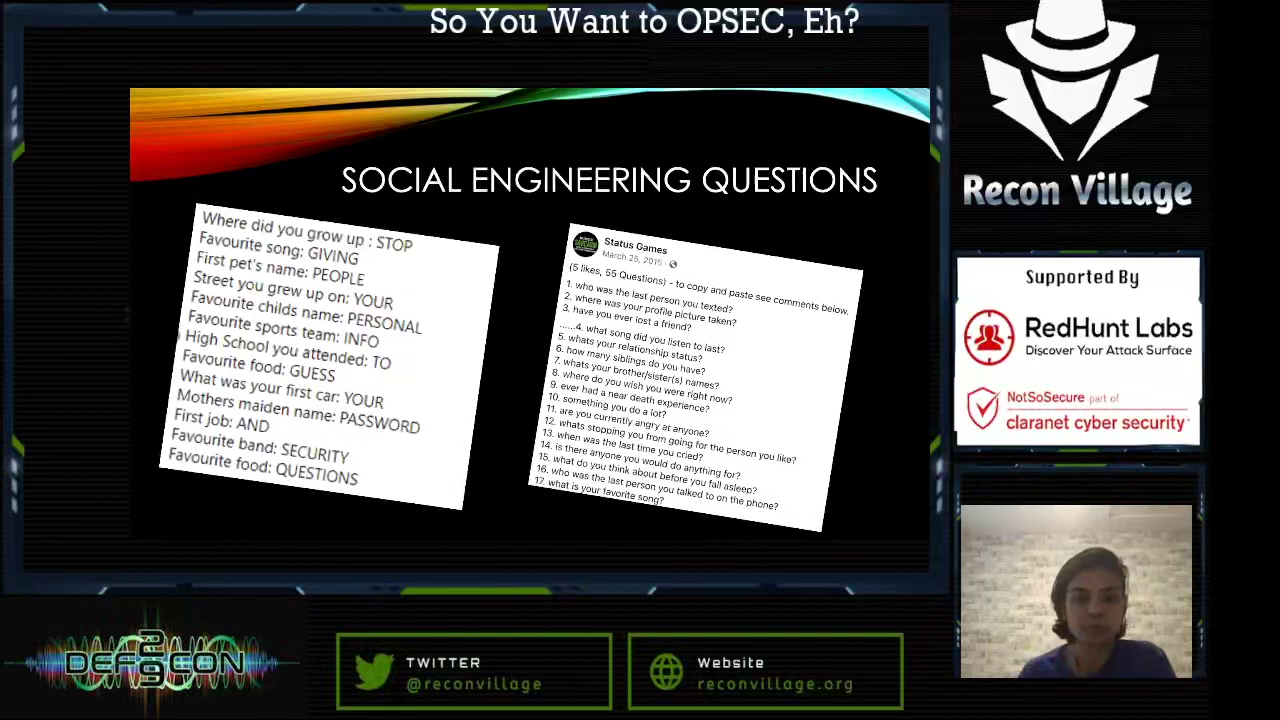 So You Want to OPSEC, Eh?
SOCIAL ENGINEERING QUESTIONS
Where did you grow up : STOP
Favourite song: GIVING
First pet's name: PEOPLE
Street you grew up on: YOUR
Favourite childs name: PERSONAL
Favourite sports team: INFO
High School you attended: TO
Favourite food: GUESS
What was your first car: YOUR
Mothers maiden name: PASSWORD
First job: AND
Favourite band: SECURITY
Favourite food: QUESTIONS
Status Games
March 26, 2015 ·
(5 likes, 55 Questions) - to copy and paste see comments below.
1. who was the last person you texted?
2. where was your profile picture taken?
3. have you ever lost a friend?
......4. what song did you listen to last?
5. whats your relationship status?
6. how many siblings do you have?
7. whats your brother/sister(s) names?
8. where do you wish you were right now?
9. ever had a near death experience?
10. something you do a lot?
11. are you currently angry at anyone?
12. whats stopping you from going for the person you like?
13. when was the last time you cried?
14. is there anyone you would do anything for?
15. what do you think about before you fall asleep?
16. who was the last person you talked to on the phone?
17. what is your favorite song?
Recon Village
Supported By
RedHunt Labs
Discover Your Attack Surface
NotSoSecure part of
claranet cyber security
DEF CON
TWITTER
@reconvillage
Website
reconvillage.org